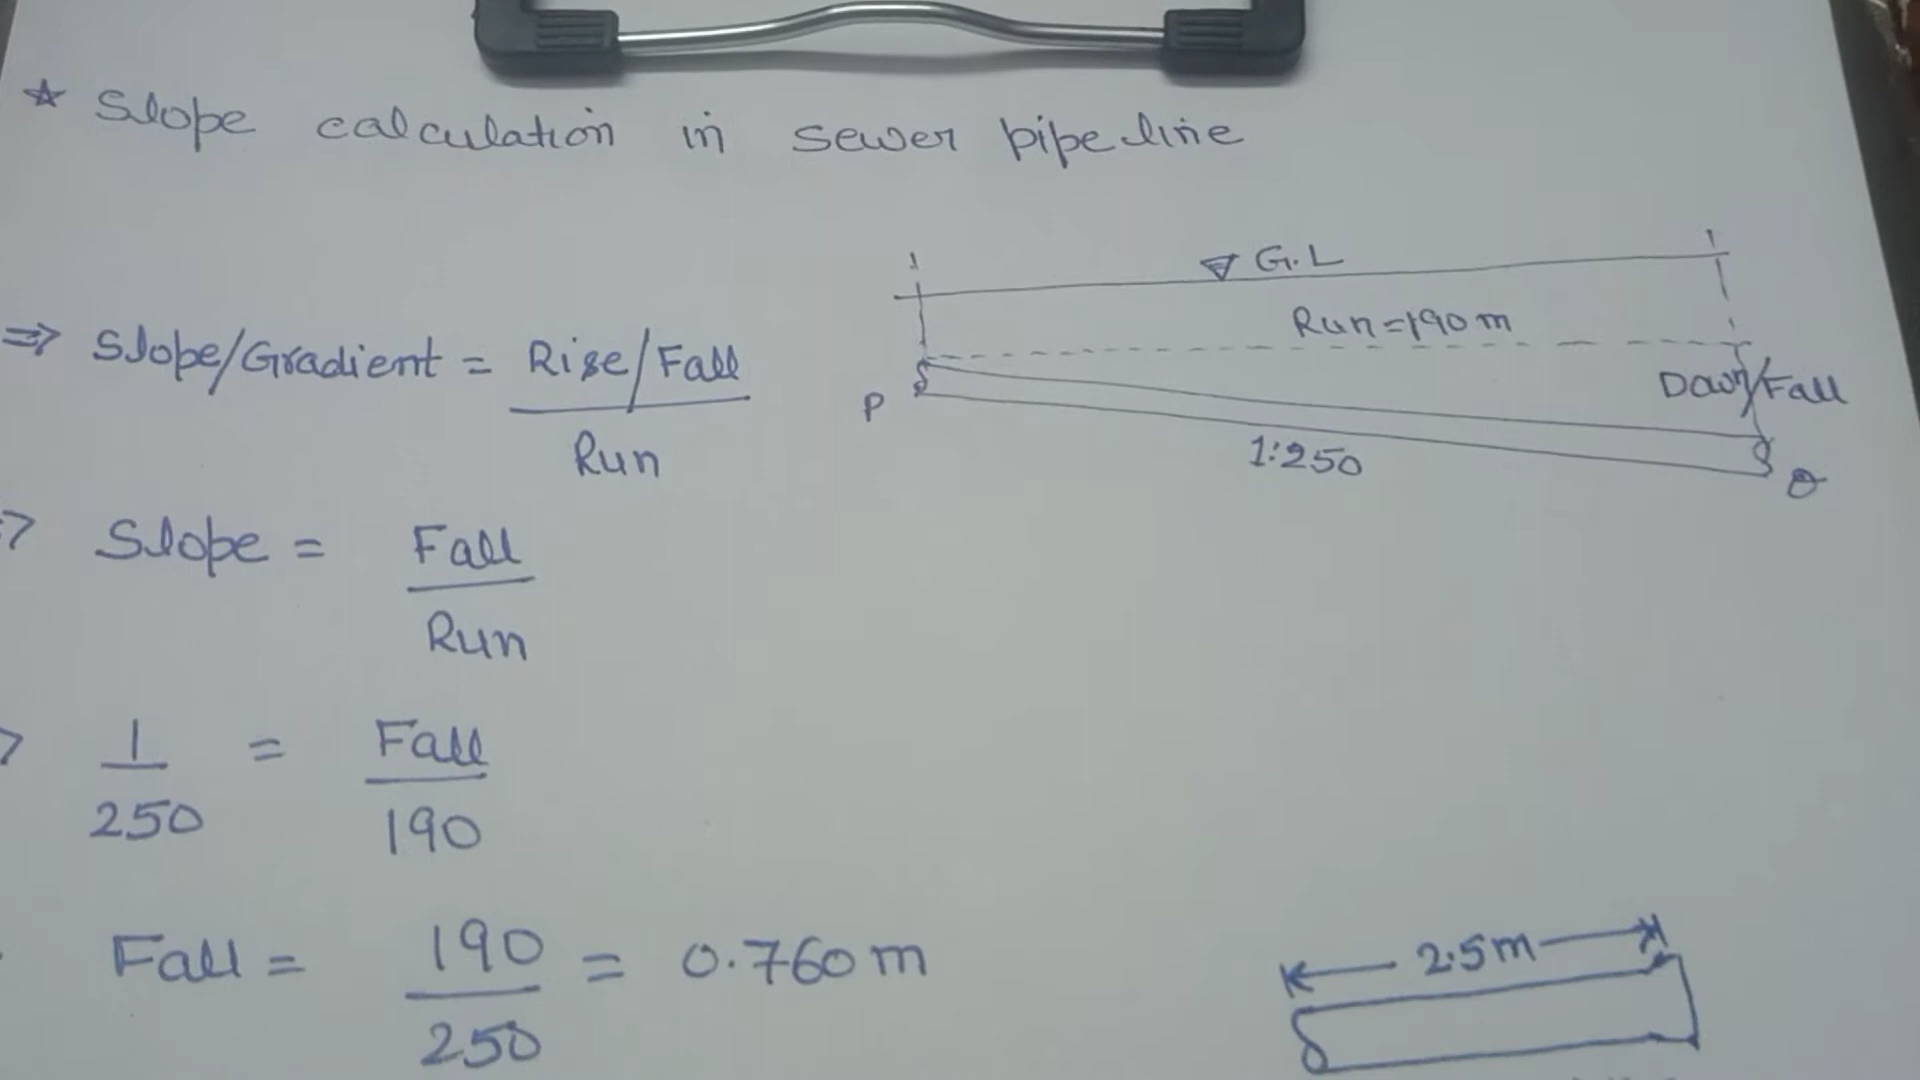 * Slope calculation in sewer pipe line
▽ G.L
Run=190 m
⇒ Slope/Gradient = Rise/Fall
Run
Down/Fall
P
1:250
Q
⇒ Slope = Fall
Run
1 = Fall
250 190
Fall = 190 = 0.760 m
250
2.5m